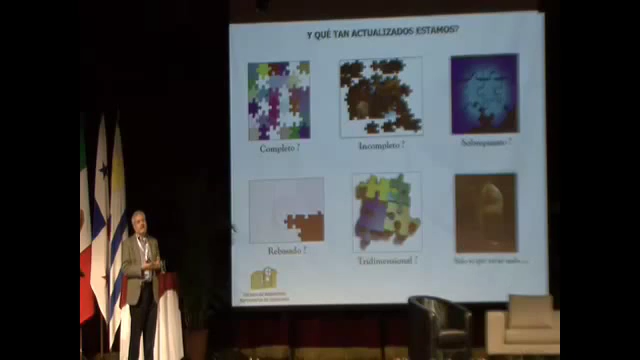 Y QUÉ TAN ACTUALIZADOS ESTAMOS?
Completo ?
Incompleto ?
Sobrepuesto ?
Rebasado ?
Tridimensional ?